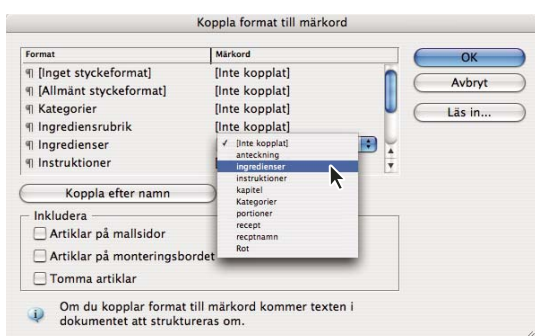 Koppla format till märkord
Format Märkord
¶ [Inget styckeformat] [Inte kopplat]
¶ [Allmänt styckeformat] [Inte kopplat]
¶ Kategorier [Inte kopplat]
¶ Ingrediensrubrik [Inte kopplat]
¶ Ingredienser
¶ Instruktioner
✓ [Inte kopplat]
anteckning
ingredienser
instruktioner
kapitel
Kategorier
portioner
recept
recptnamn
Rot
OK
Avbryt
Läs in...
Koppla efter namn
Inkludera
Artiklar på mallsidor
Artiklar på monteringsbordet
Tomma artiklar
Om du kopplar format till märkord kommer texten i
dokumentet att struktureras om.